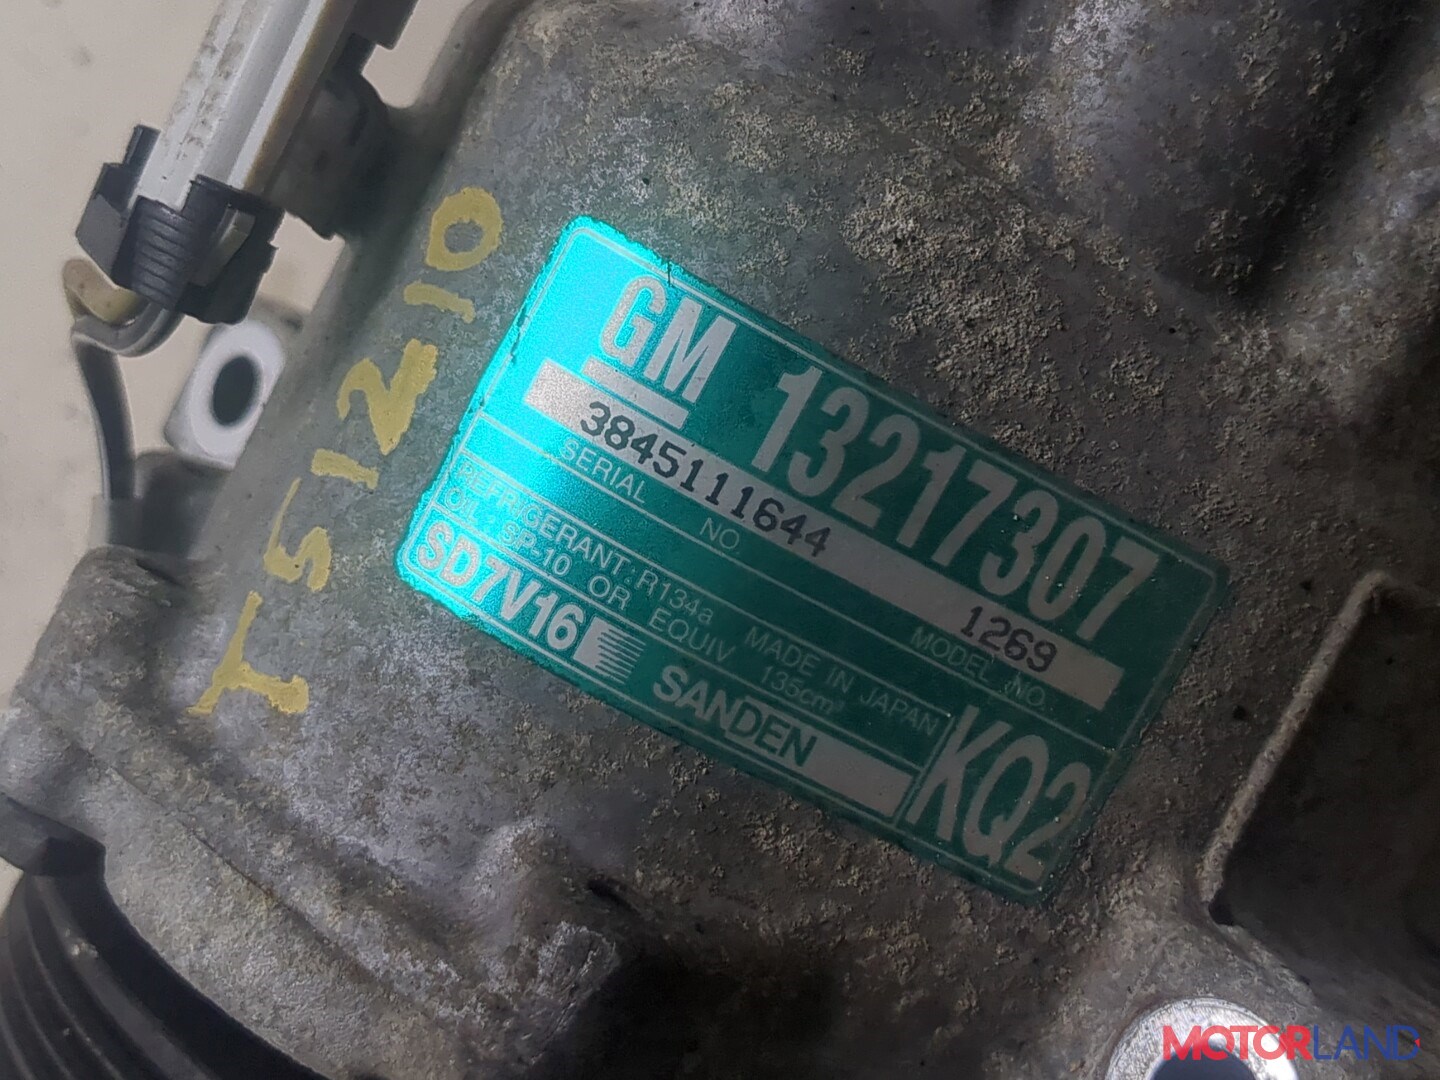 T51210
GM 13217307
3845111644 1269
SERIAL NO. MODEL NO.
REFRIGERANT: R134a MADE IN JAPAN
OIL: SP-10 OR EQUIV 135cm³
SD7V16 SANDEN
KQ2
MOTORLAND